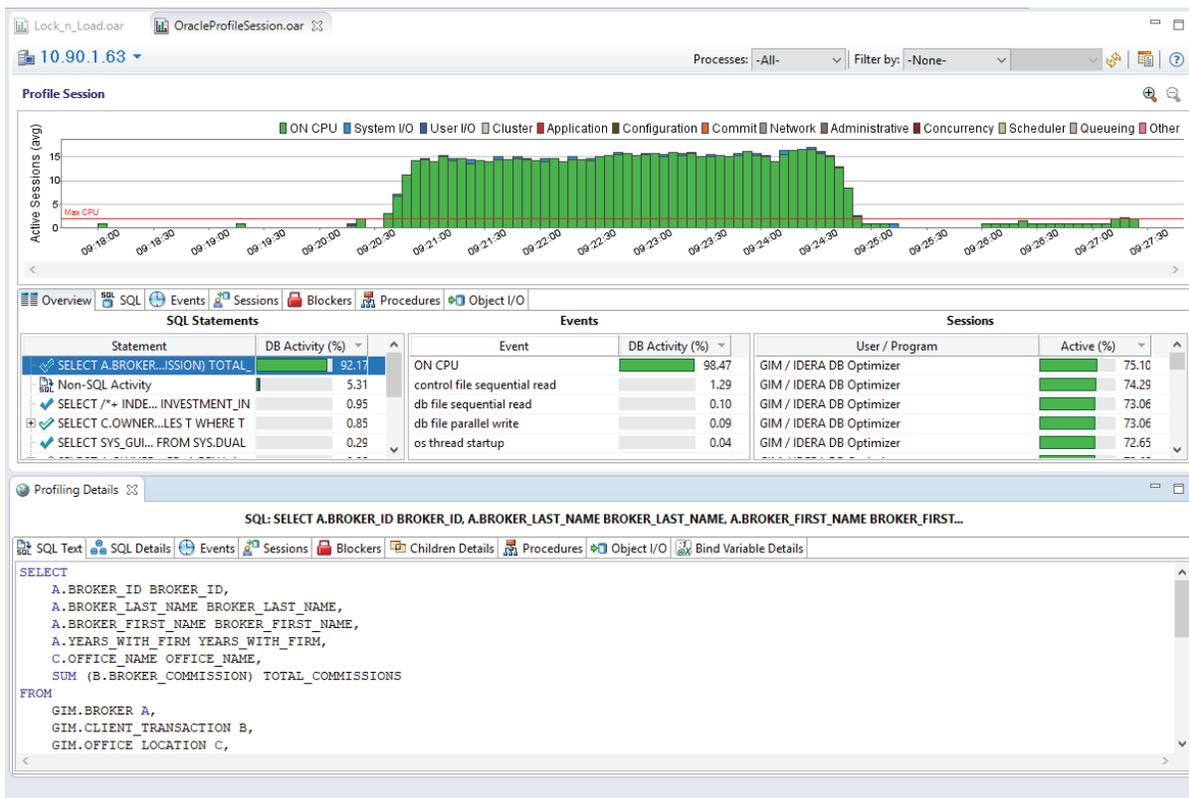 Lock_n_Load.oar OracleProfileSession.oar
10.90.1.63 Processes: -All- Filter by: -None-
Profile Session
ON CPU System I/O User I/O Cluster Application Configuration Commit Network Administrative Concurrency Scheduler Queueing Other
Active Sessions (avg)
15
10
5
0
Max CPU
09:18:00 09:18:30 09:19:00 09:19:30 09:20:00 09:20:30 09:21:00 09:21:30 09:22:00 09:22:30 09:23:00 09:23:30 09:24:00 09:24:30 09:25:00 09:25:30 09:26:00 09:26:30 09:27:00 09:27:30
Overview SQL Events Sessions Blockers Procedures Object I/O
SQL Statements Events Sessions
Statement DB Activity (%) Event DB Activity (%) User / Program Active (%)
SELECT A.BROKER...ISSION) TOTAL_ 92.17 ON CPU 98.47 GIM / IDERA DB Optimizer 75.10
Non-SQL Activity 5.31 control file sequential read 1.29 GIM / IDERA DB Optimizer 74.29
SELECT /*+ INDE... INVESTMENT_IN 0.95 db file sequential read 0.10 GIM / IDERA DB Optimizer 73.06
SELECT C.OWNER...LES T WHERE T 0.85 db file parallel write 0.09 GIM / IDERA DB Optimizer 73.06
SELECT SYS_GUI... FROM SYS.DUAL 0.29 os thread startup 0.04 GIM / IDERA DB Optimizer 72.65
Profiling Details
SQL: SELECT A.BROKER_ID BROKER_ID, A.BROKER_LAST_NAME BROKER_LAST_NAME, A.BROKER_FIRST_NAME BROKER_FIRST...
SQL Text SQL Details Events Sessions Blockers Children Details Procedures Object I/O Bind Variable Details
SELECT
A.BROKER_ID BROKER_ID,
A.BROKER_LAST_NAME BROKER_LAST_NAME,
A.BROKER_FIRST_NAME BROKER_FIRST_NAME,
A.YEARS_WITH_FIRM YEARS_WITH_FIRM,
C.OFFICE_NAME OFFICE_NAME,
SUM (B.BROKER_COMMISSION) TOTAL_COMMISSIONS
FROM
GIM.BROKER A,
GIM.CLIENT_TRANSACTION B,
GIM.OFFICE LOCATION C,